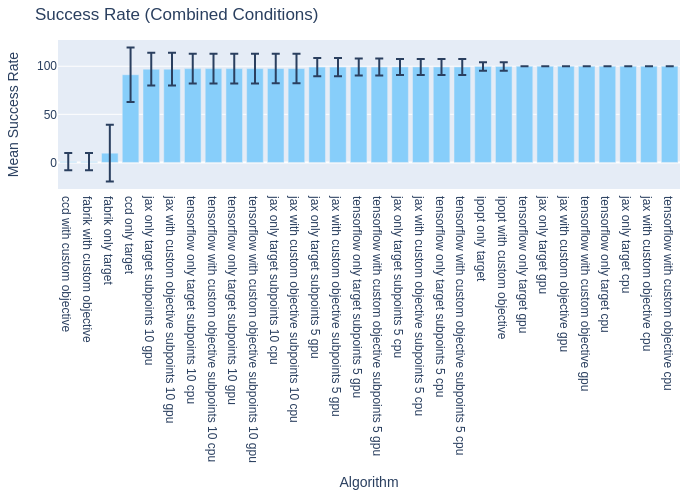 Success Rate (Combined Conditions)
Mean Success Rate
100
50
0
ccd with custom objective
fabrik with custom objective
fabrik only target
ccd only target
jax only target subpoints 10 gpu
jax with custom objective subpoints 10 gpu
tensorflow only target subpoints 10 cpu
tensorflow with custom objective subpoints 10 cpu
tensorflow only target subpoints 10 gpu
tensorflow with custom objective subpoints 10 gpu
jax only target subpoints 10 cpu
jax with custom objective subpoints 10 cpu
jax only target subpoints 5 gpu
jax with custom objective subpoints 5 gpu
tensorflow only target subpoints 5 gpu
tensorflow with custom objective subpoints 5 gpu
jax only target subpoints 5 cpu
jax with custom objective subpoints 5 cpu
tensorflow only target subpoints 5 cpu
tensorflow with custom objective subpoints 5 cpu
ipopt only target
ipopt with custom objective
tensorflow only target gpu
jax only target gpu
jax with custom objective gpu
tensorflow with custom objective gpu
tensorflow only target cpu
jax only target cpu
jax with custom objective cpu
tensorflow with custom objective cpu
Algorithm